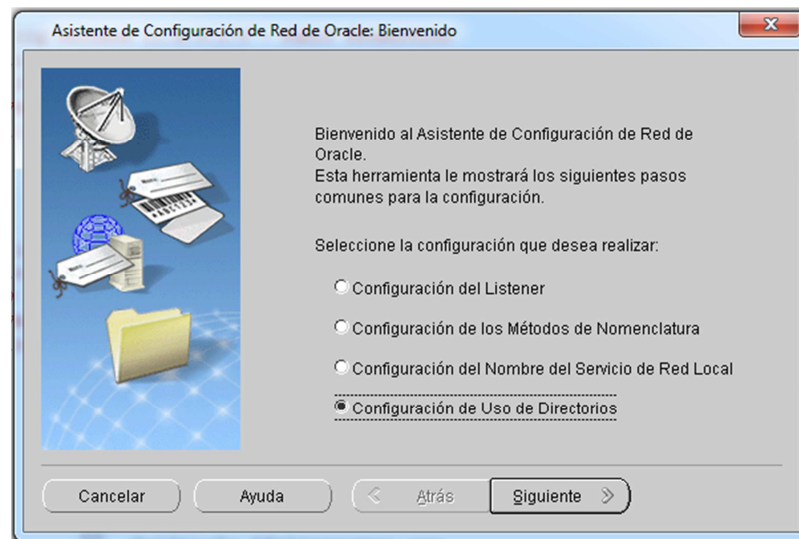 Asistente de Configuración de Red de Oracle: Bienvenido
Bienvenido al Asistente de Configuración de Red de
Oracle.
Esta herramienta le mostrará los siguientes pasos
comunes para la configuración.
Seleccione la configuración que desea realizar:
Configuración del Listener
Configuración de los Métodos de Nomenclatura
Configuración del Nombre del Servicio de Red Local
Configuración de Uso de Directorios
Cancelar
Ayuda
Atrás
Siguiente